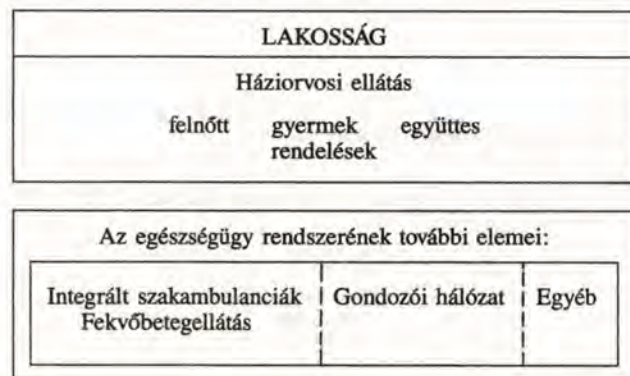 LAKOSSÁG
Háziorvosi ellátás
felnőtt gyermek együttes
rendelések
Az egészségügy rendszerének további elemei:
Integrált szakambulanciák Gondozói hálózat Egyéb
Fekvőbetegellátás